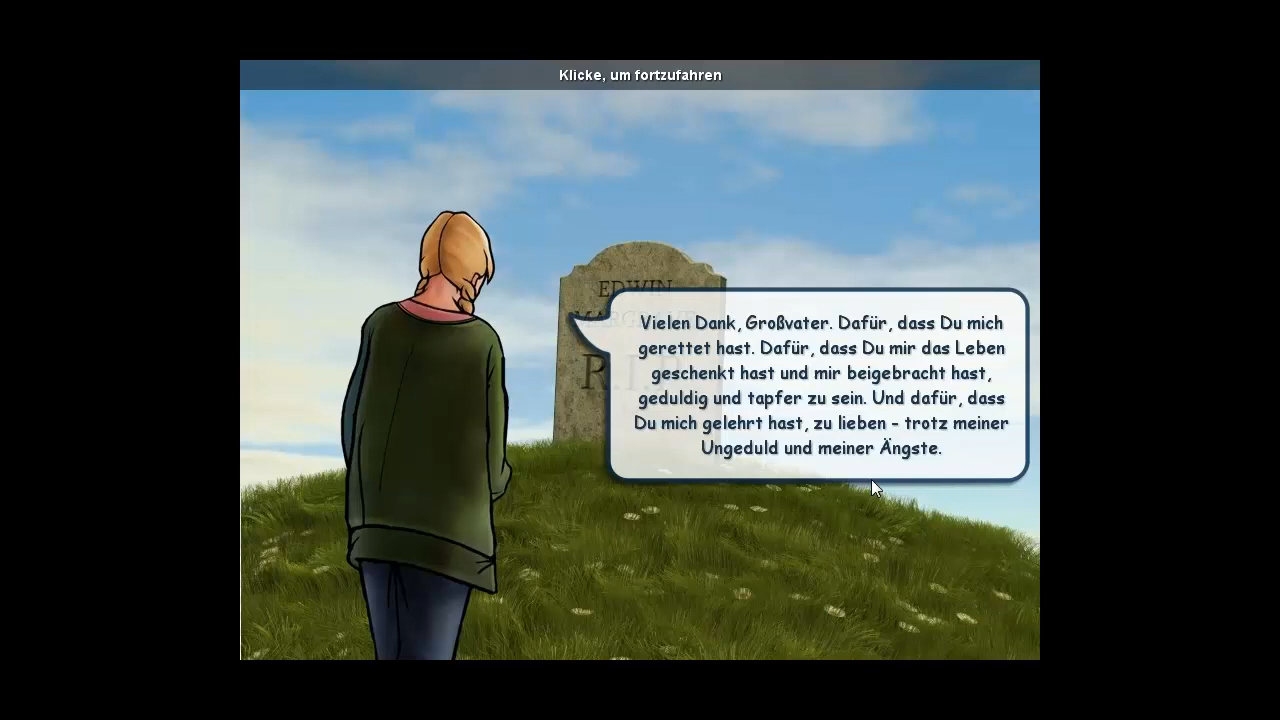 Klicke, um fortzufahren
EDWIN
MARGRAVE
R.I.P.
Vielen Dank, Großvater. Dafür, dass Du mich
gerettet hast. Dafür, dass Du mir das Leben
geschenkt hast und mir beigebracht hast,
geduldig und tapfer zu sein. Und dafür, dass
Du mich gelehrt hast, zu lieben - trotz meiner
Ungeduld und meiner Ängste.